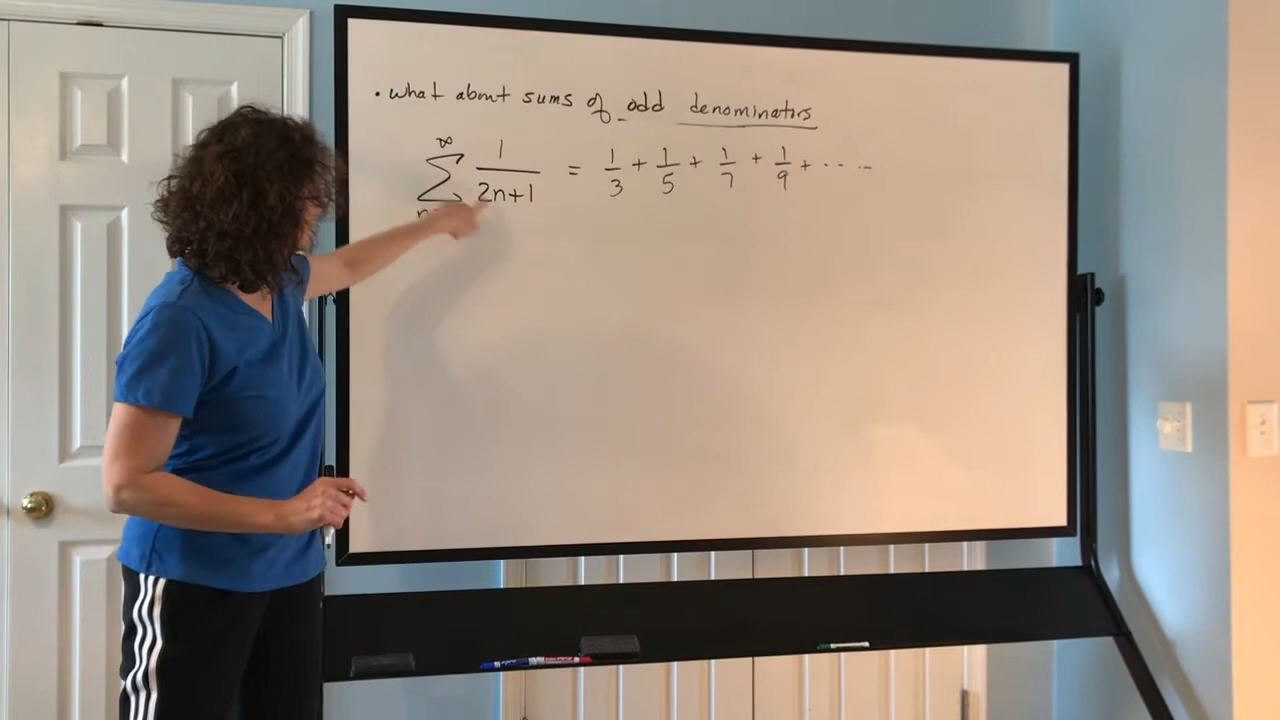 • what about sums of odd denominators
∞ ∑ 1/(2n+1) = 1/3 + 1/5 + 1/7 + 1/9 + .....